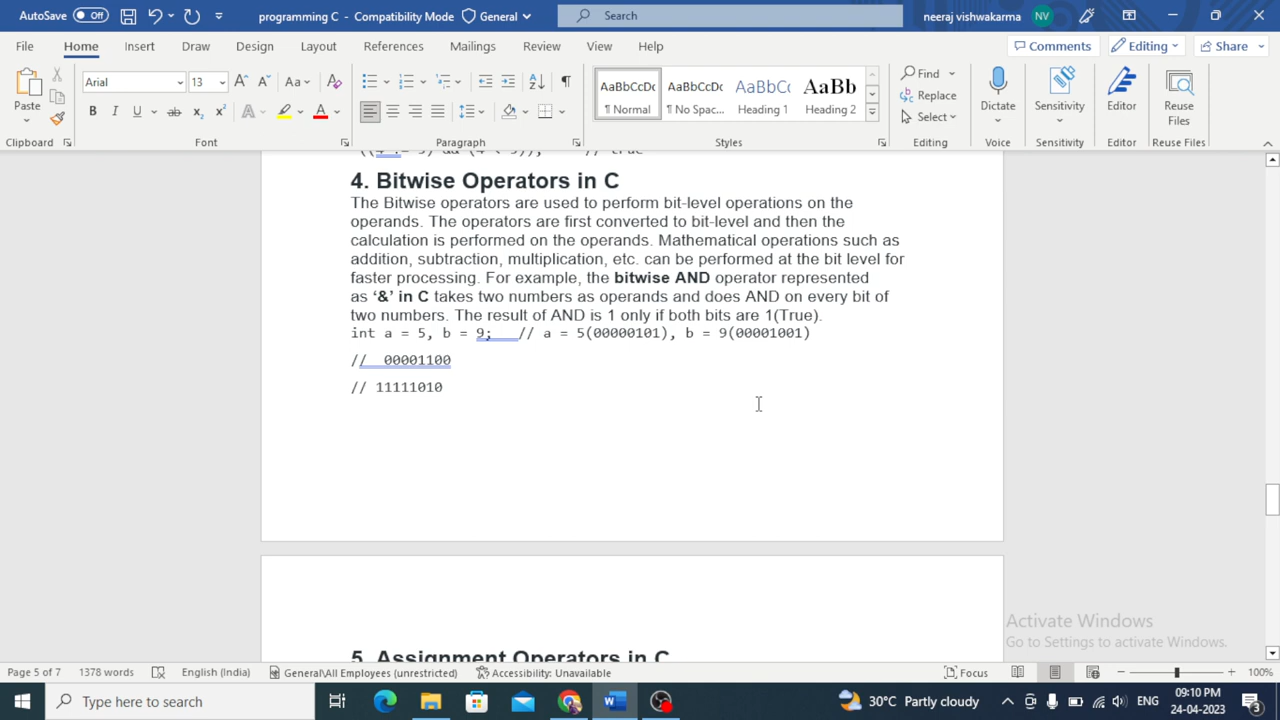 AutoSave Off programming C - Compatibility Mode General Search neeraj vishwakarma NV
File Home Insert Draw Design Layout References Mailings Review View Help Comments Editing Share
Paste Arial 13 Aa AaBbCcDc AaBbCcDc AaBbCc AaBb Find Replace Select Dictate Sensitivity Editor Reuse Files
¶ Normal ¶ No Spac... Heading 1 Heading 2
Clipboard Font Paragraph Styles Editing Voice Sensitivity Editor Reuse Files
4. Bitwise Operators in C
The Bitwise operators are used to perform bit-level operations on the
operands. The operators are first converted to bit-level and then the
calculation is performed on the operands. Mathematical operations such as
addition, subtraction, multiplication, etc. can be performed at the bit level for
faster processing. For example, the bitwise AND operator represented
as ‘&’ in C takes two numbers as operands and does AND on every bit of
two numbers. The result of AND is 1 only if both bits are 1(True).
int a = 5, b = 9;   // a = 5(00000101), b = 9(00001001)
//  00001100
// 11111010
5. Assignment Operators in C
Activate Windows
Go to Settings to activate Windows.
Page 5 of 7 1378 words English (India) General\All Employees (unrestricted) Accessibility: Unavailable Focus 100%
Type here to search 30°C Partly cloudy ENG 09:10 PM
24-04-2023 3